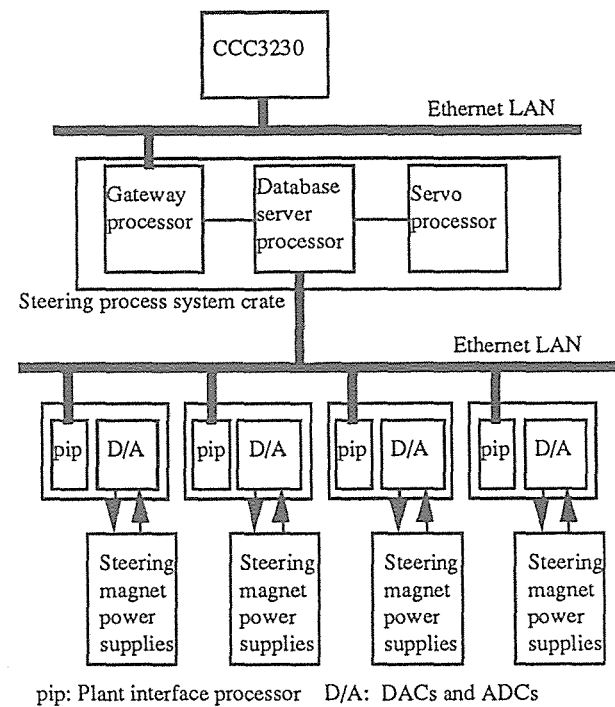 CCC3230
Ethernet LAN
Gateway
processor
Database
server
processor
Servo
processor
Steering process system crate
Ethernet LAN
pip
D/A
pip
D/A
pip
D/A
pip
D/A
Steering
magnet
power
supplies
Steering
magnet
power
supplies
Steering
magnet
power
supplies
Steering
magnet
power
supplies
pip: Plant interface processor D/A: DACs and ADCs